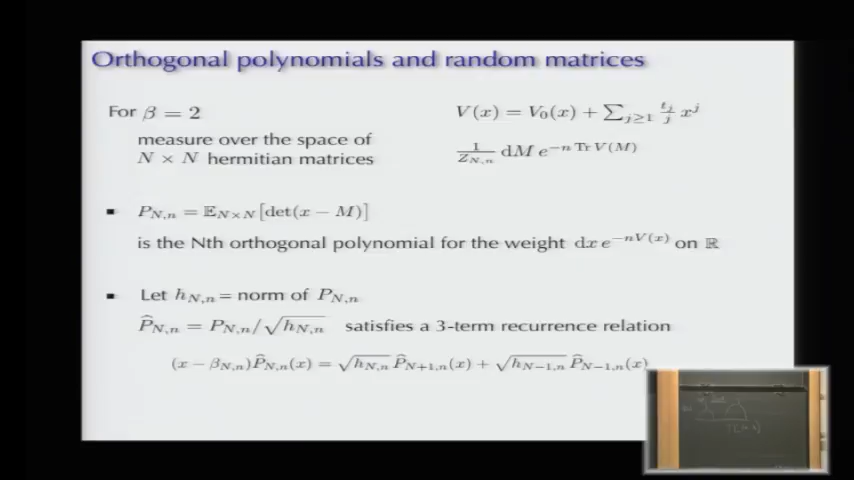 Orthogonal polynomials and random matrices
For β = 2
V(x) = V₀(x) + ∑_{j≥1} t_j/j x^j
measure over the space of
N × N hermitian matrices
1/Z_{N,n} dM e^{−n Tr V(M)}
P_{N,n} = 𝔼_{N×N}[det(x − M)]
is the Nth orthogonal polynomial for the weight dx e^{−nV(x)} on ℝ
Let h_{N,n} = norm of P_{N,n}
P̂_{N,n} = P_{N,n}/√h_{N,n} satisfies a 3-term recurrence relation
(x − β_{N,n})P̂_{N,n}(x) = √h_{N,n} P̂_{N+1,n}(x) + √h_{N−1,n} P̂_{N−1,n}(x)